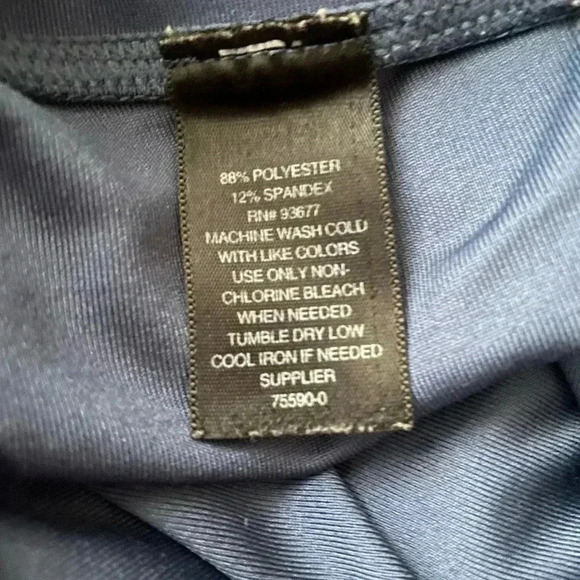 88% POLYESTER
12% SPANDEX
RN# 93677
MACHINE WASH COLD
WITH LIKE COLORS
USE ONLY NON-
CHLORINE BLEACH
WHEN NEEDED
TUMBLE DRY LOW
COOL IRON IF NEEDED
SUPPLIER
75590-0